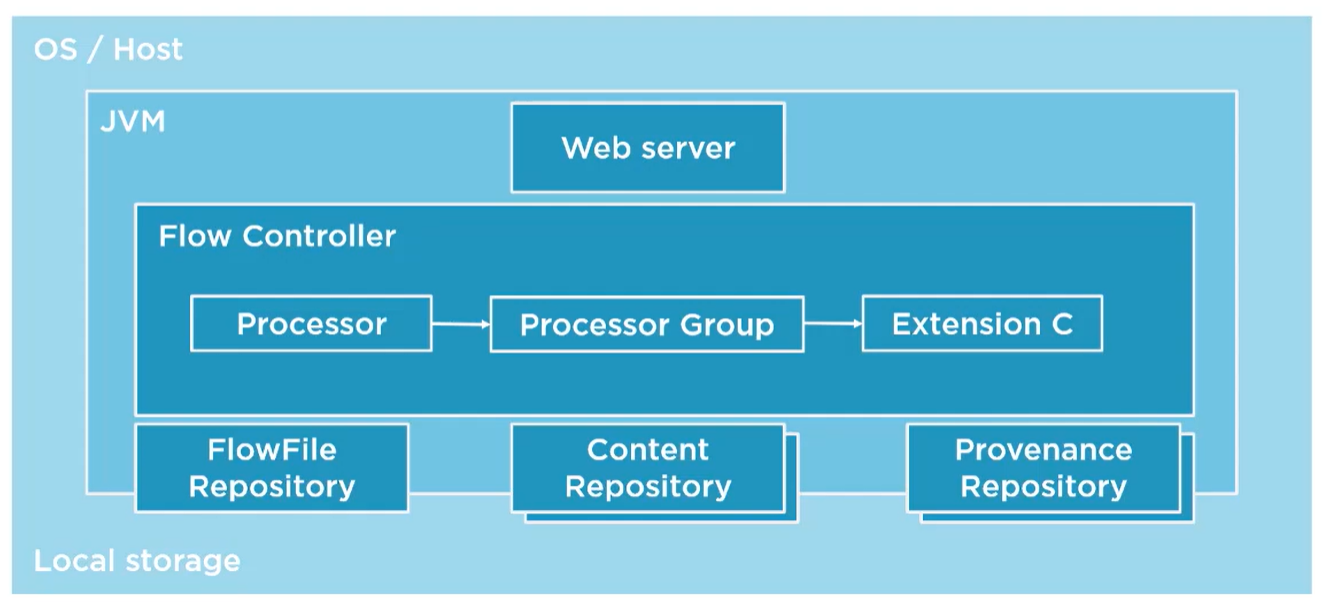 OS / Host
JVM
Web server
Flow Controller
Processor
Processor Group
Extension C
FlowFile
Repository
Content
Repository
Provenance
Repository
Local storage